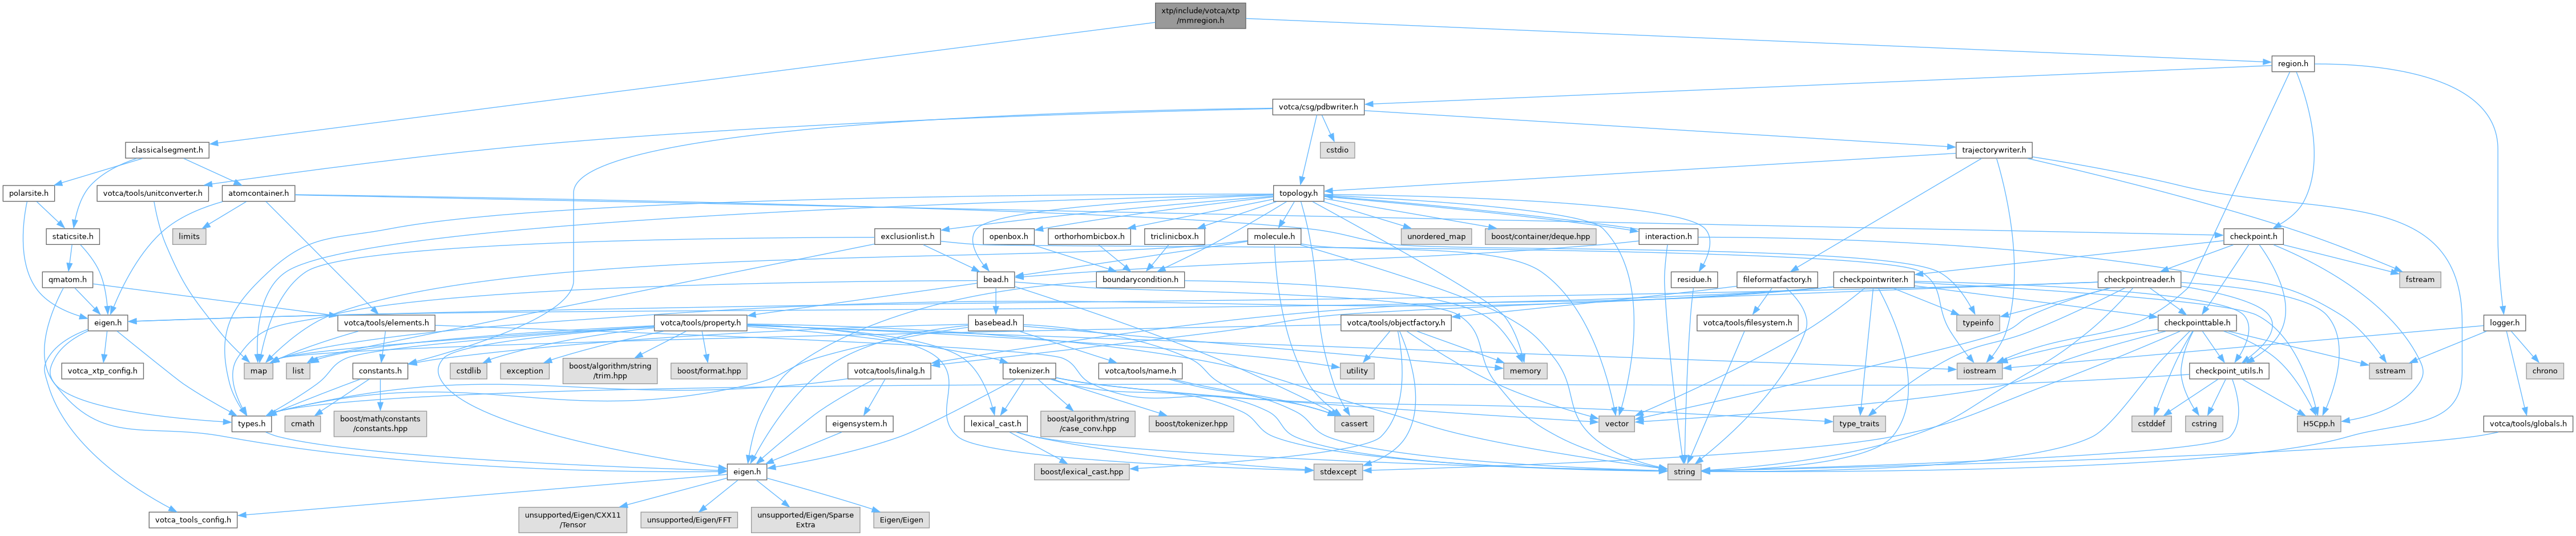 xtp/include/votca/xtp
/mmregion.h
region.h
votca/csg/pdbwriter.h
classicalsegment.h
cstdio
trajectorywriter.h
polarsite.h
votca/tools/unitconverter.h
atomcontainer.h
topology.h
limits
staticsite.h
exclusionlist.h
openbox.h
orthorhombicbox.h
triclinicbox.h
molecule.h
unordered_map
boost/container/deque.hpp
interaction.h
checkpoint.h
qmatom.h
bead.h
boundarycondition.h
residue.h
fileformatfactory.h
checkpointwriter.h
checkpointreader.h
fstream
eigen.h
votca/tools/elements.h
votca/tools/property.h
basebead.h
votca/tools/objectfactory.h
votca/tools/filesystem.h
typeinfo
checkpointtable.h
logger.h
votca_xtp_config.h
map
list
constants.h
cstdlib
exception
boost/algorithm/string
/trim.hpp
boost/format.hpp
votca/tools/linalg.h
tokenizer.h
votca/tools/name.h
utility
memory
iostream
checkpoint_utils.h
sstream
chrono
types.h
cmath
boost/math/constants
/constants.hpp
eigensystem.h
lexical_cast.h
boost/algorithm/string
/case_conv.hpp
boost/tokenizer.hpp
cassert
vector
type_traits
cstddef
cstring
H5Cpp.h
votca/tools/globals.h
eigen.h
boost/lexical_cast.hpp
stdexcept
string
votca_tools_config.h
unsupported/Eigen/CXX11
/Tensor
unsupported/Eigen/FFT
unsupported/Eigen/Sparse
Extra
Eigen/Eigen